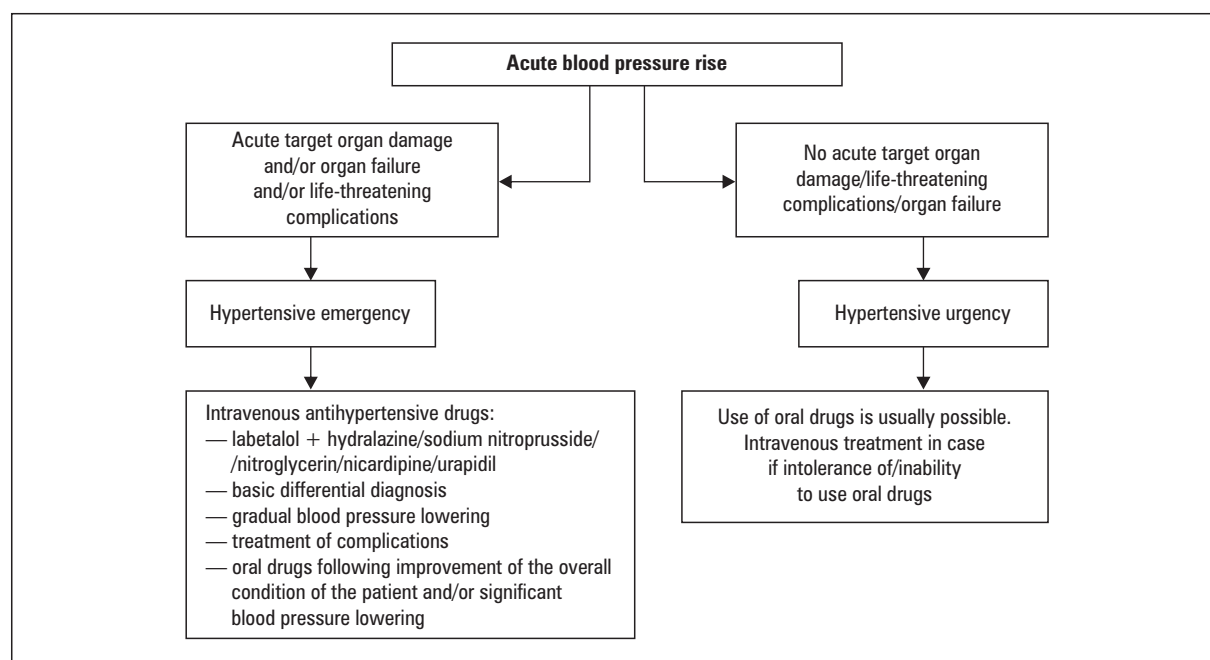 Acute blood pressure rise
Acute target organ damage
and/or organ failure
and/or life-threatening
complications
No acute target organ
damage/life-threatening
complications/organ failure
Hypertensive emergency
Hypertensive urgency
Intravenous antihypertensive drugs:
— labetalol + hydralazine/sodium nitroprusside/
/nitroglycerin/nicardipine/urapidil
— basic differential diagnosis
— gradual blood pressure lowering
— treatment of complications
— oral drugs following improvement of the overall
condition of the patient and/or significant
blood pressure lowering
Use of oral drugs is usually possible.
Intravenous treatment in case
if intolerance of/inability
to use oral drugs